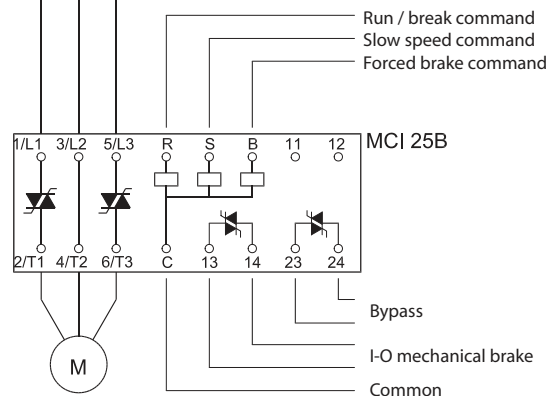 Run / break command
Slow speed command
Forced brake command
1/L1 3/L2 5/L3 R S B 11 12 MCI 25B
2/T1 4/T2 6/T3 C 13 14 23 24
Bypass
M
I-O mechanical brake
Common